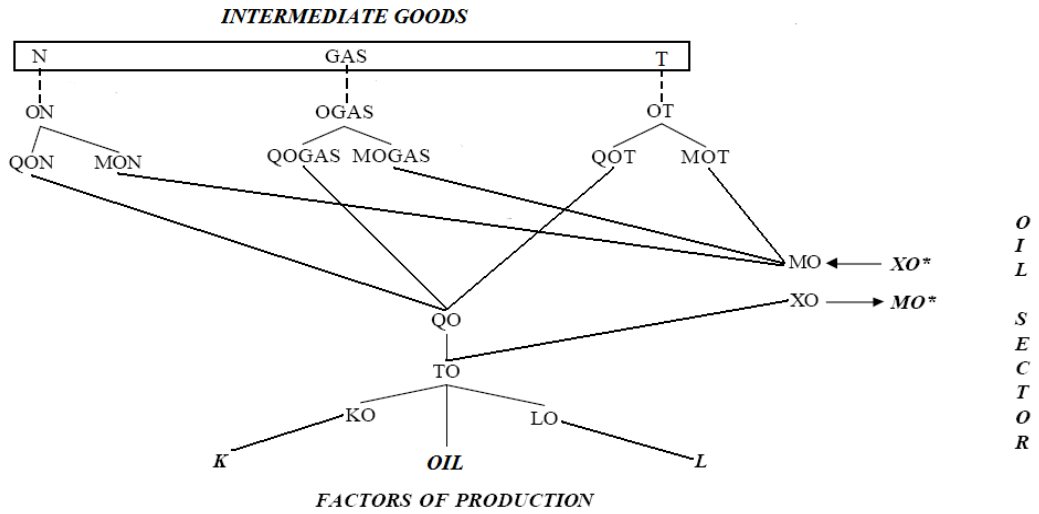 INTERMEDIATE GOODS
N GAS T
ON OGAS OT
QON MON QOGAS MOGAS QOT MOT
MO XO*
XO MO*
QO
TO
KO LO
K OIL L
FACTORS OF PRODUCTION
OIL SECTOR